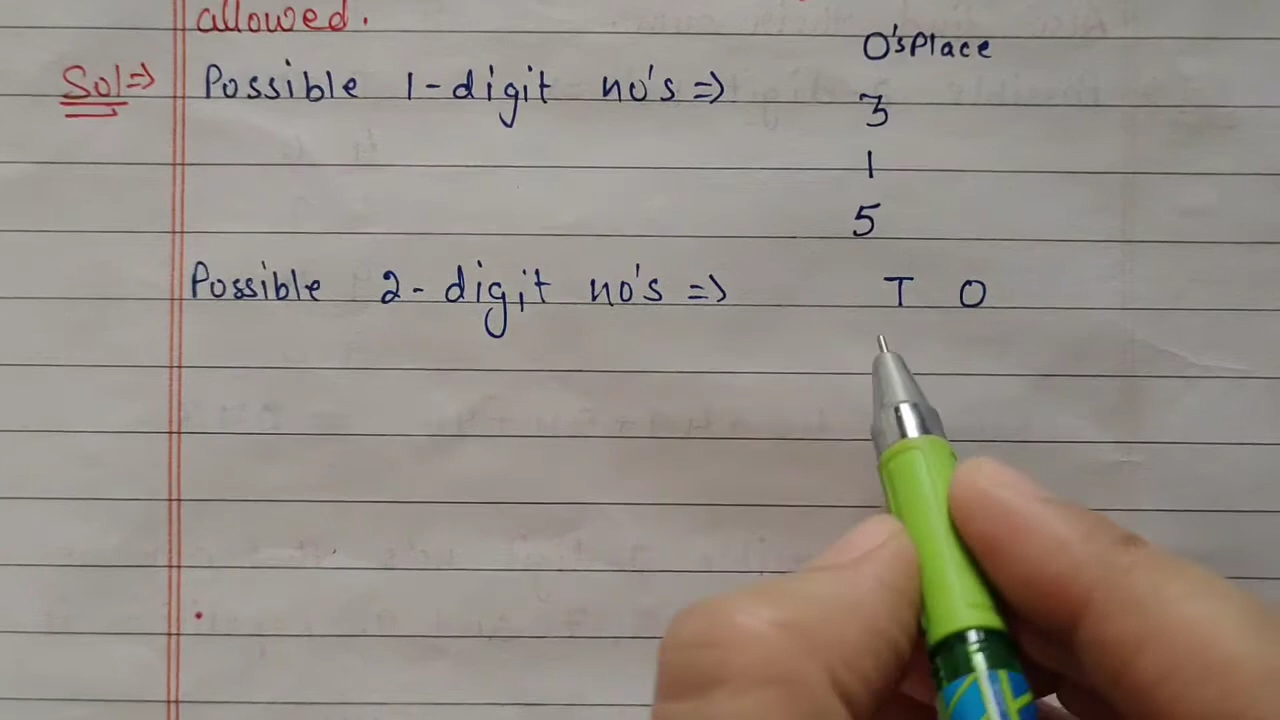 allowed.
O'sPlace
Sol⇒ Possible 1-digit no's ⇒ 3
1
5
Possible 2-digit no's ⇒ T O